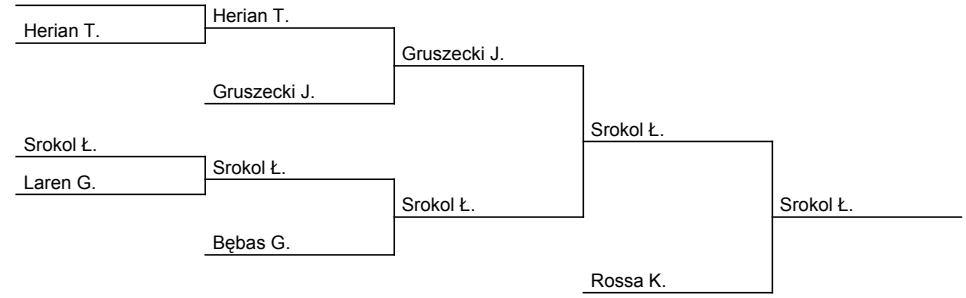 Herian T.
Herian T.
Gruszecki J.
Gruszecki J.
Srokol Ł.
Srokol Ł.
Laren G.
Srokol Ł.
Srokol Ł.
Srokol Ł.
Bębas G.
Rossa K.